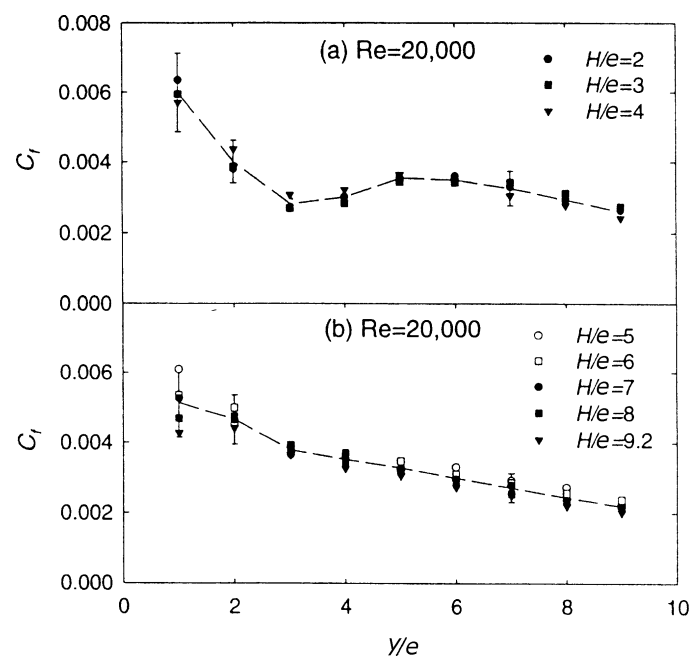 0.008
(a) Re=20,000
H/e=2
H/e=3
H/e=4
0.006
0.004
0.002
0.000
Cf
(b) Re=20,000
H/e=5
H/e=6
H/e=7
H/e=8
H/e=9.2
0.006
0.004
0.002
0.000
Cf
0 2 4 6 8 10
y/e